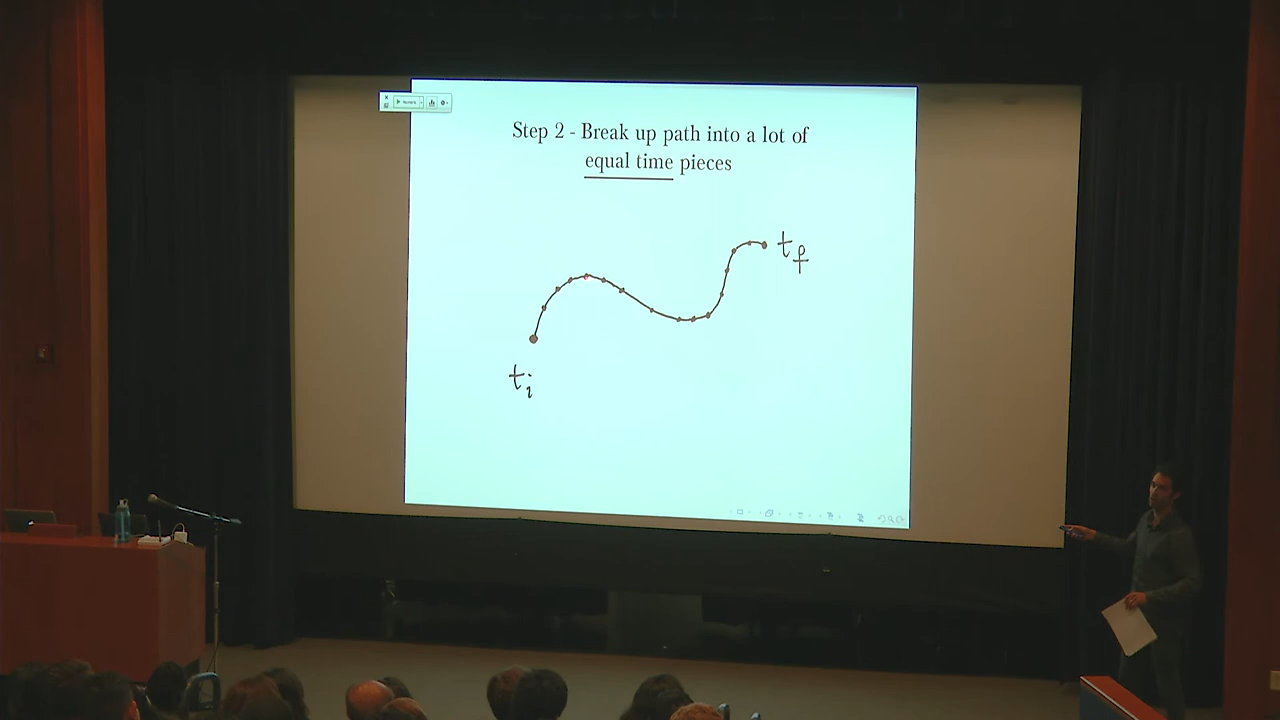 Step 2 - Break up path into a lot of
equal time pieces
t_f
t_i